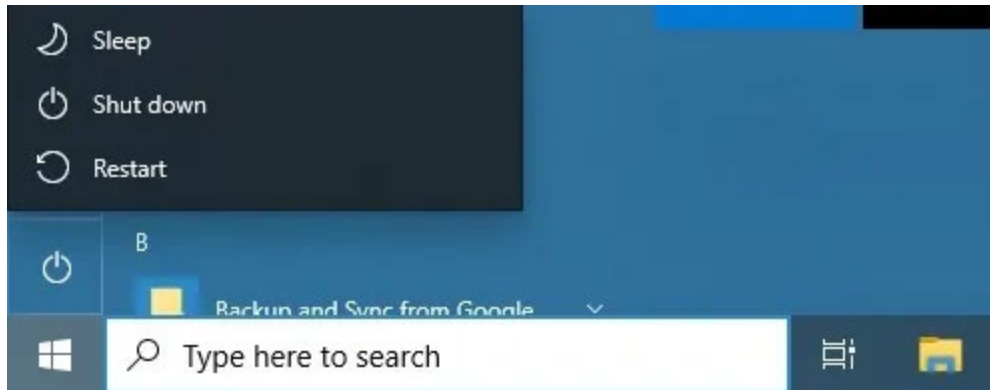 Sleep
Shut down
Restart
B
Backup and Sync from Google
Type here to search